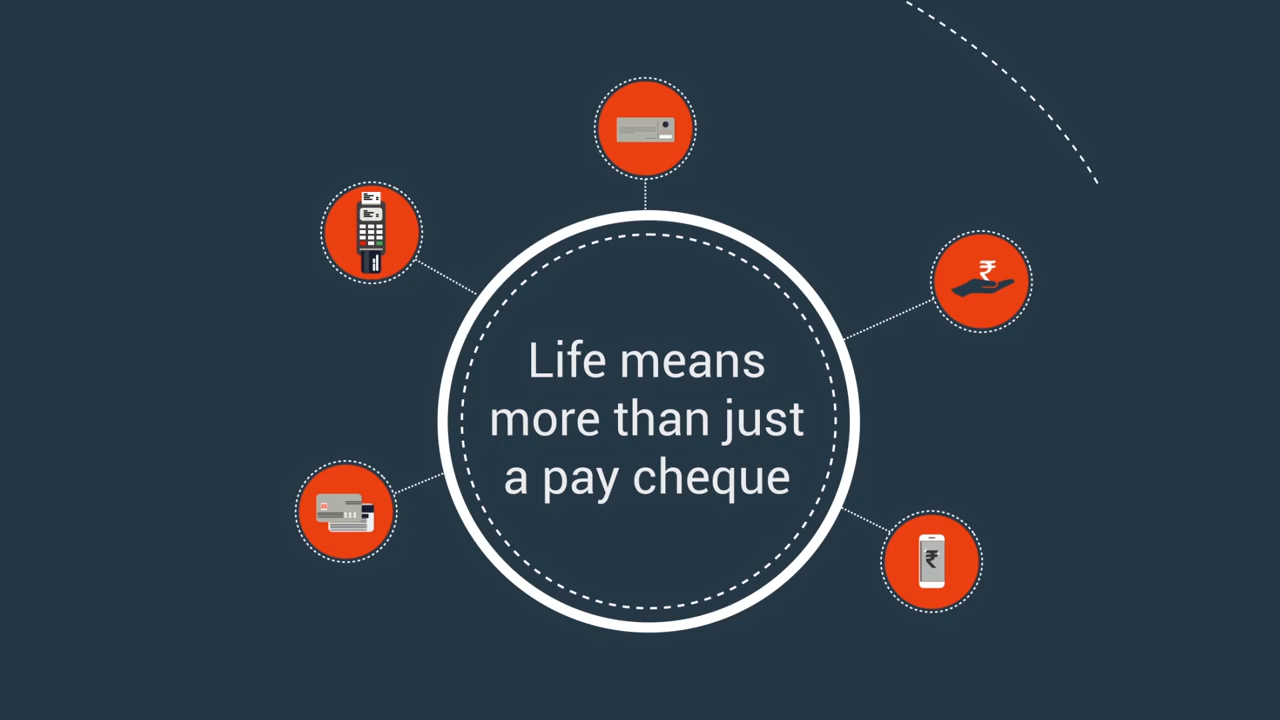 ₹
Life means
more than just
a pay cheque
₹